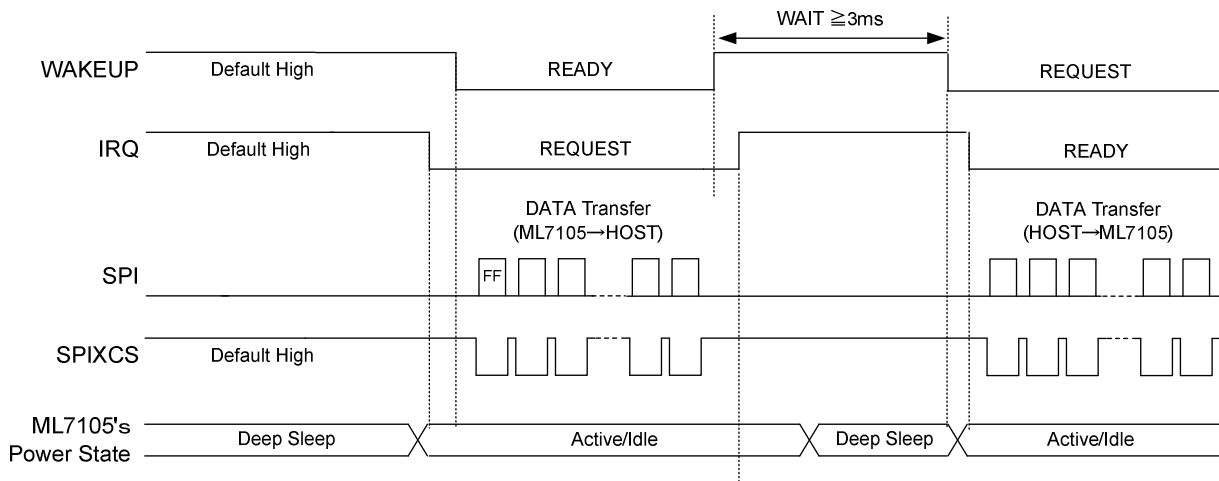 WAIT ≧3ms
WAKEUP
Default High
READY
REQUEST
IRQ
Default High
REQUEST
READY
DATA Transfer
(ML7105→HOST)
DATA Transfer
(HOST→ML7105)
SPI
FF
SPIXCS
Default High
ML7105's
Power State
Deep Sleep
Active/Idle
Deep Sleep
Active/Idle